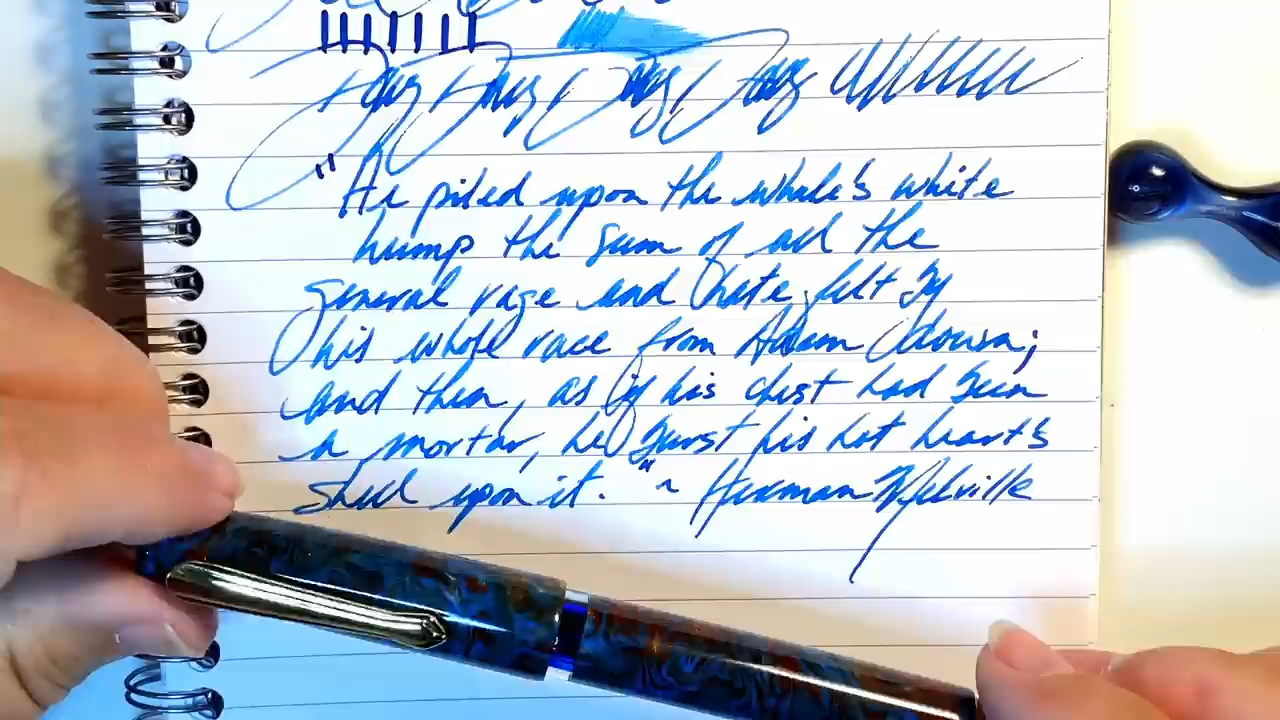 "He piled upon the whale's white
hump the sum of all the
general rage and hate felt by
his whole race from Adam down;
and then, as if his chest had been
a mortar, he burst his hot heart's
shell upon it." ~ Herman Melville